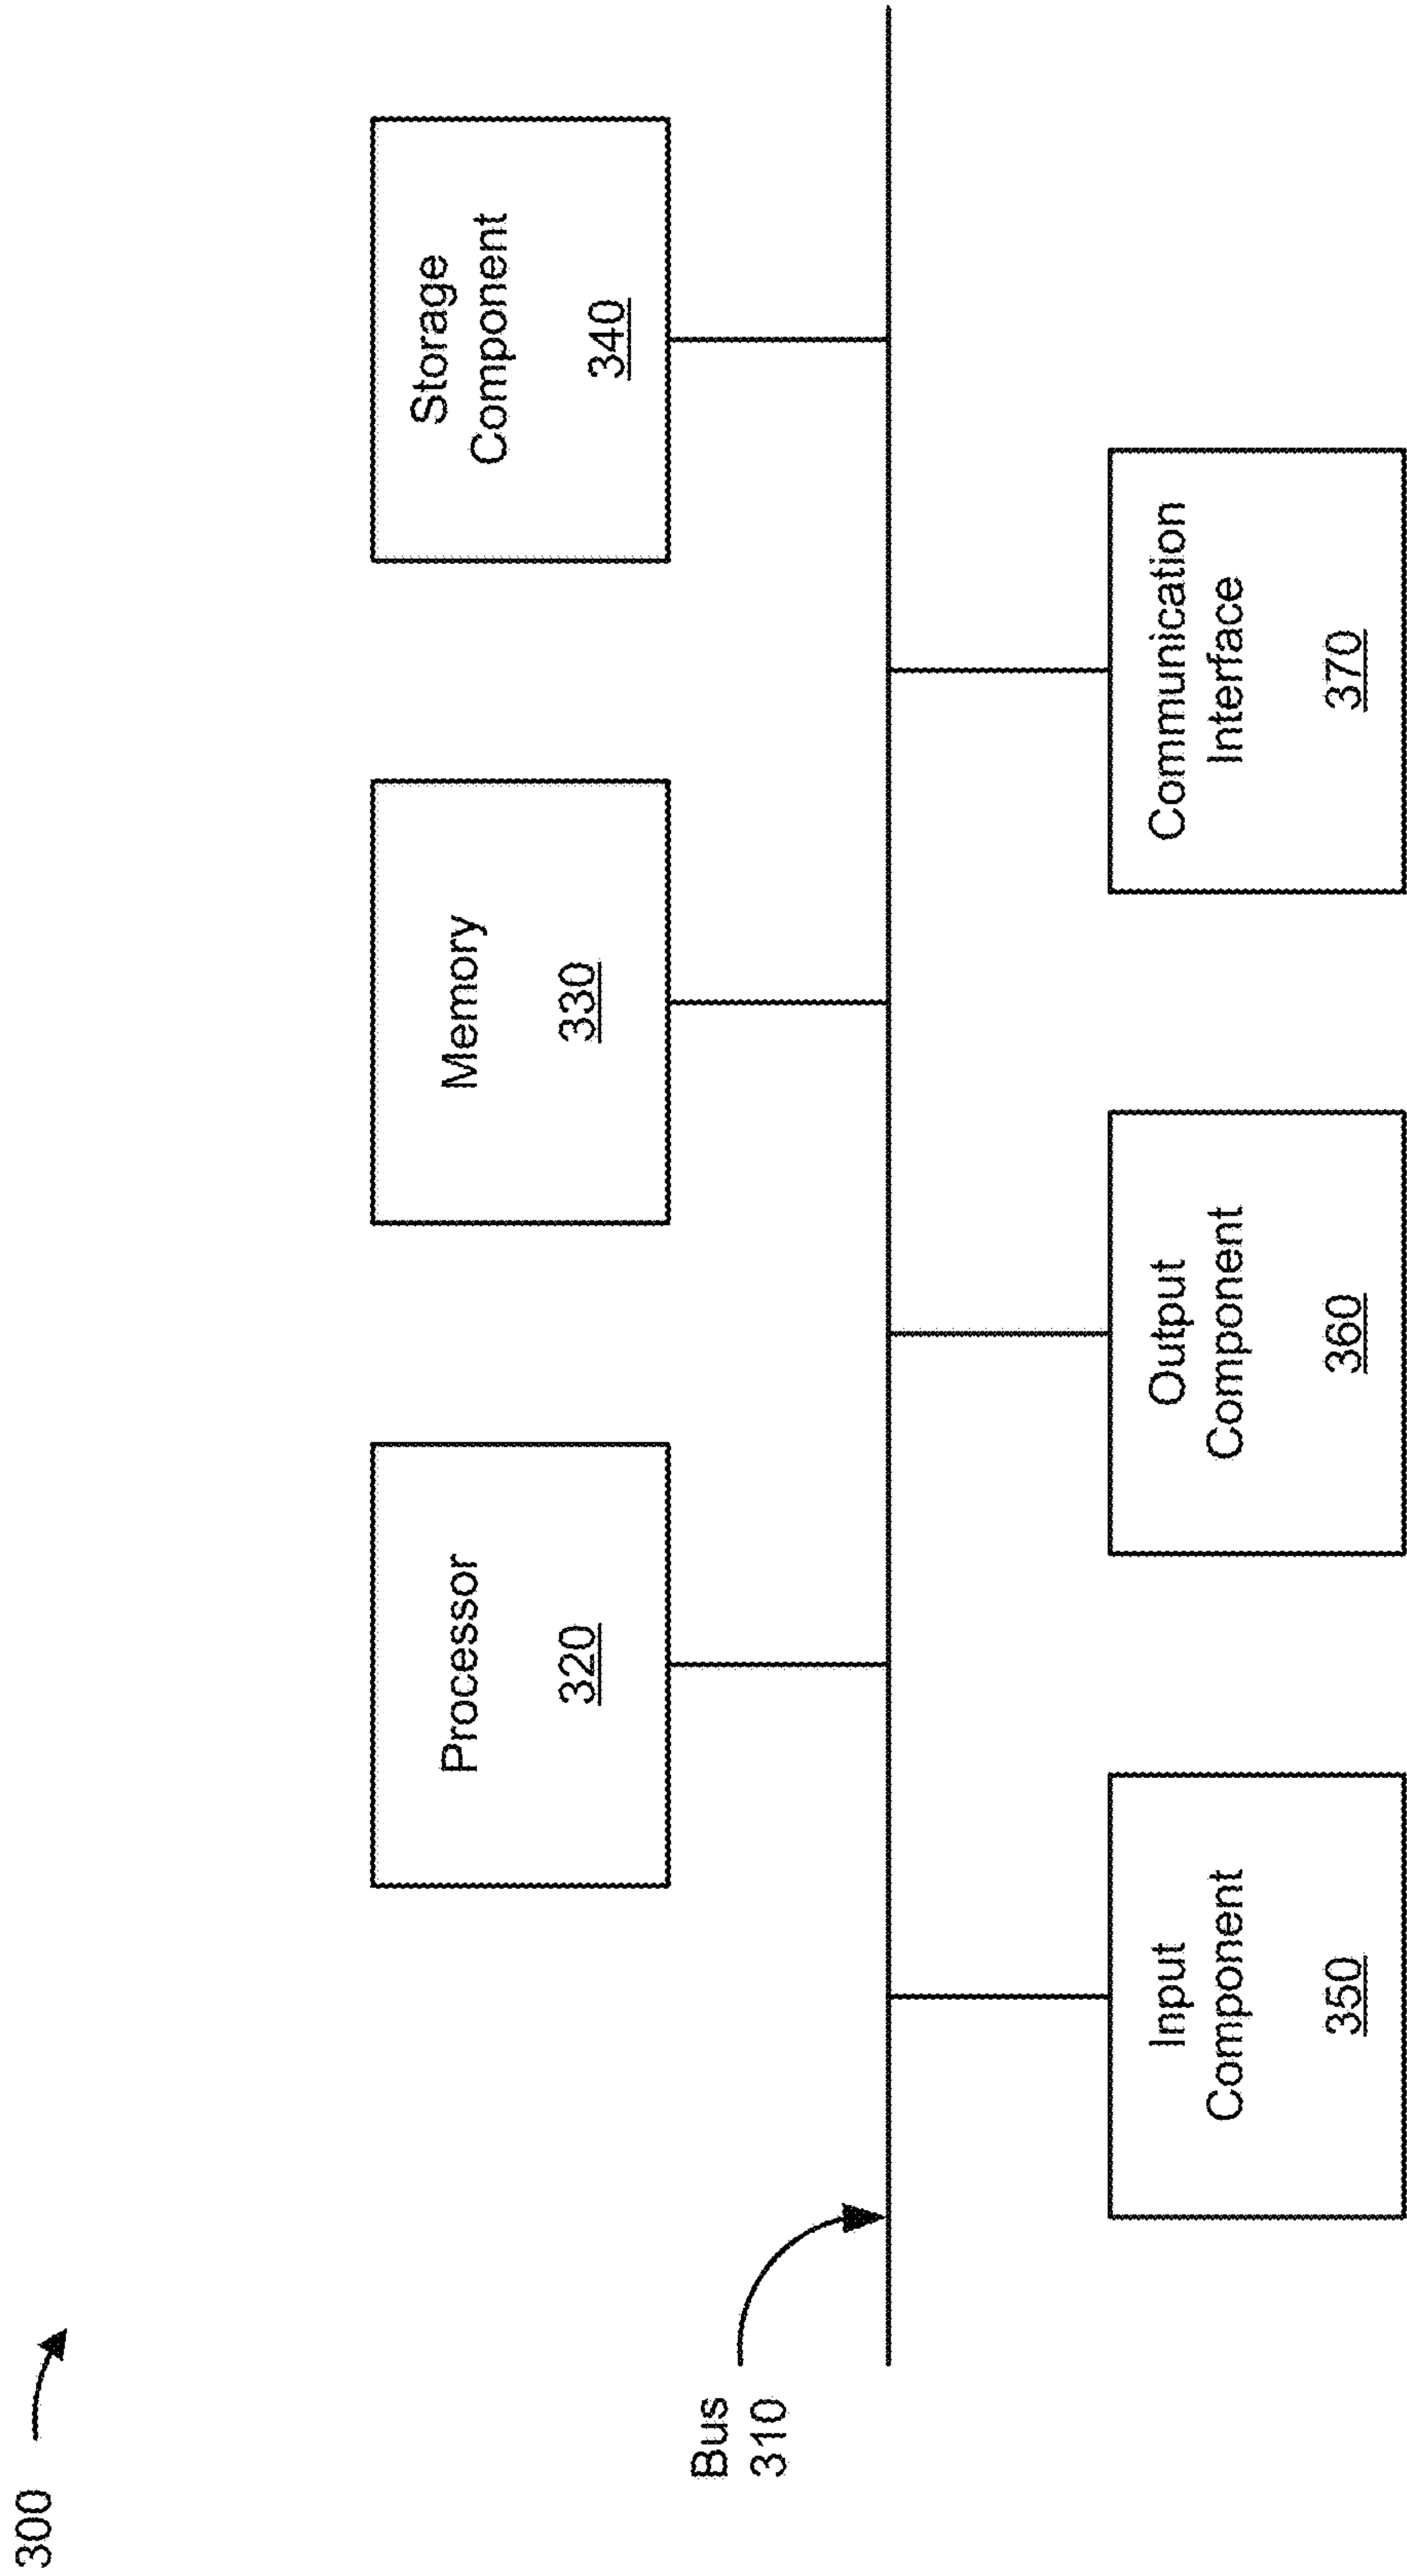 300
Processor
320
Memory
330
Storage
Component
340
Bus
310
Input
Component
350
Output
Component
360
Communication
Interface
370